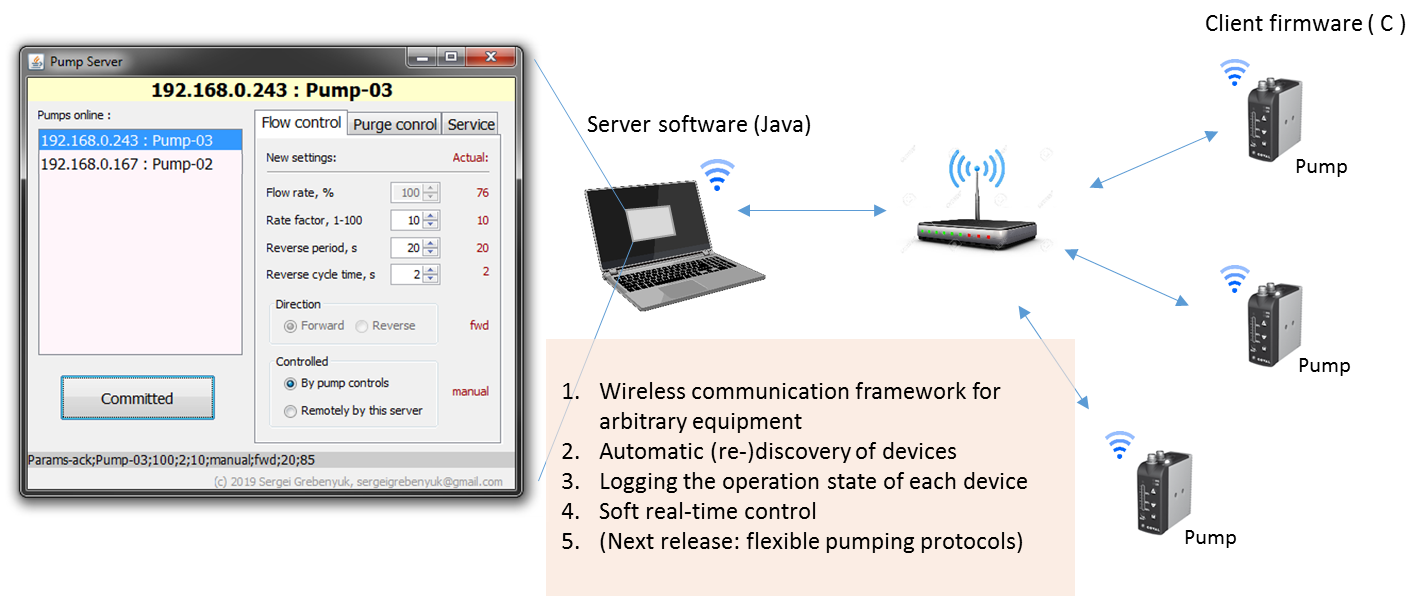 Client firmware ( C )
Pump Server
192.168.0.243 : Pump-03
Pumps online :
192.168.0.243 : Pump-03
192.168.0.167 : Pump-02
Flow control
Purge conrol
Service
New settings:
Actual:
Flow rate, %
100
76
Rate factor, 1-100
10
10
Reverse period, s
20
20
Reverse cycle time, s
2
2
Direction
Forward
Reverse
fwd
Controlled
By pump controls
Remotely by this server
manual
Committed
Params-ack;Pump-03;100;2;10;manual;fwd;20;85
(c) 2019 Sergei Grebenyuk, sergeigrebenyuk@gmail.com
Server software (Java)
Pump
Pump
Pump
1. Wireless communication framework for
arbitrary equipment
2. Automatic (re-)discovery of devices
3. Logging the operation state of each device
4. Soft real-time control
5. (Next release: flexible pumping protocols)